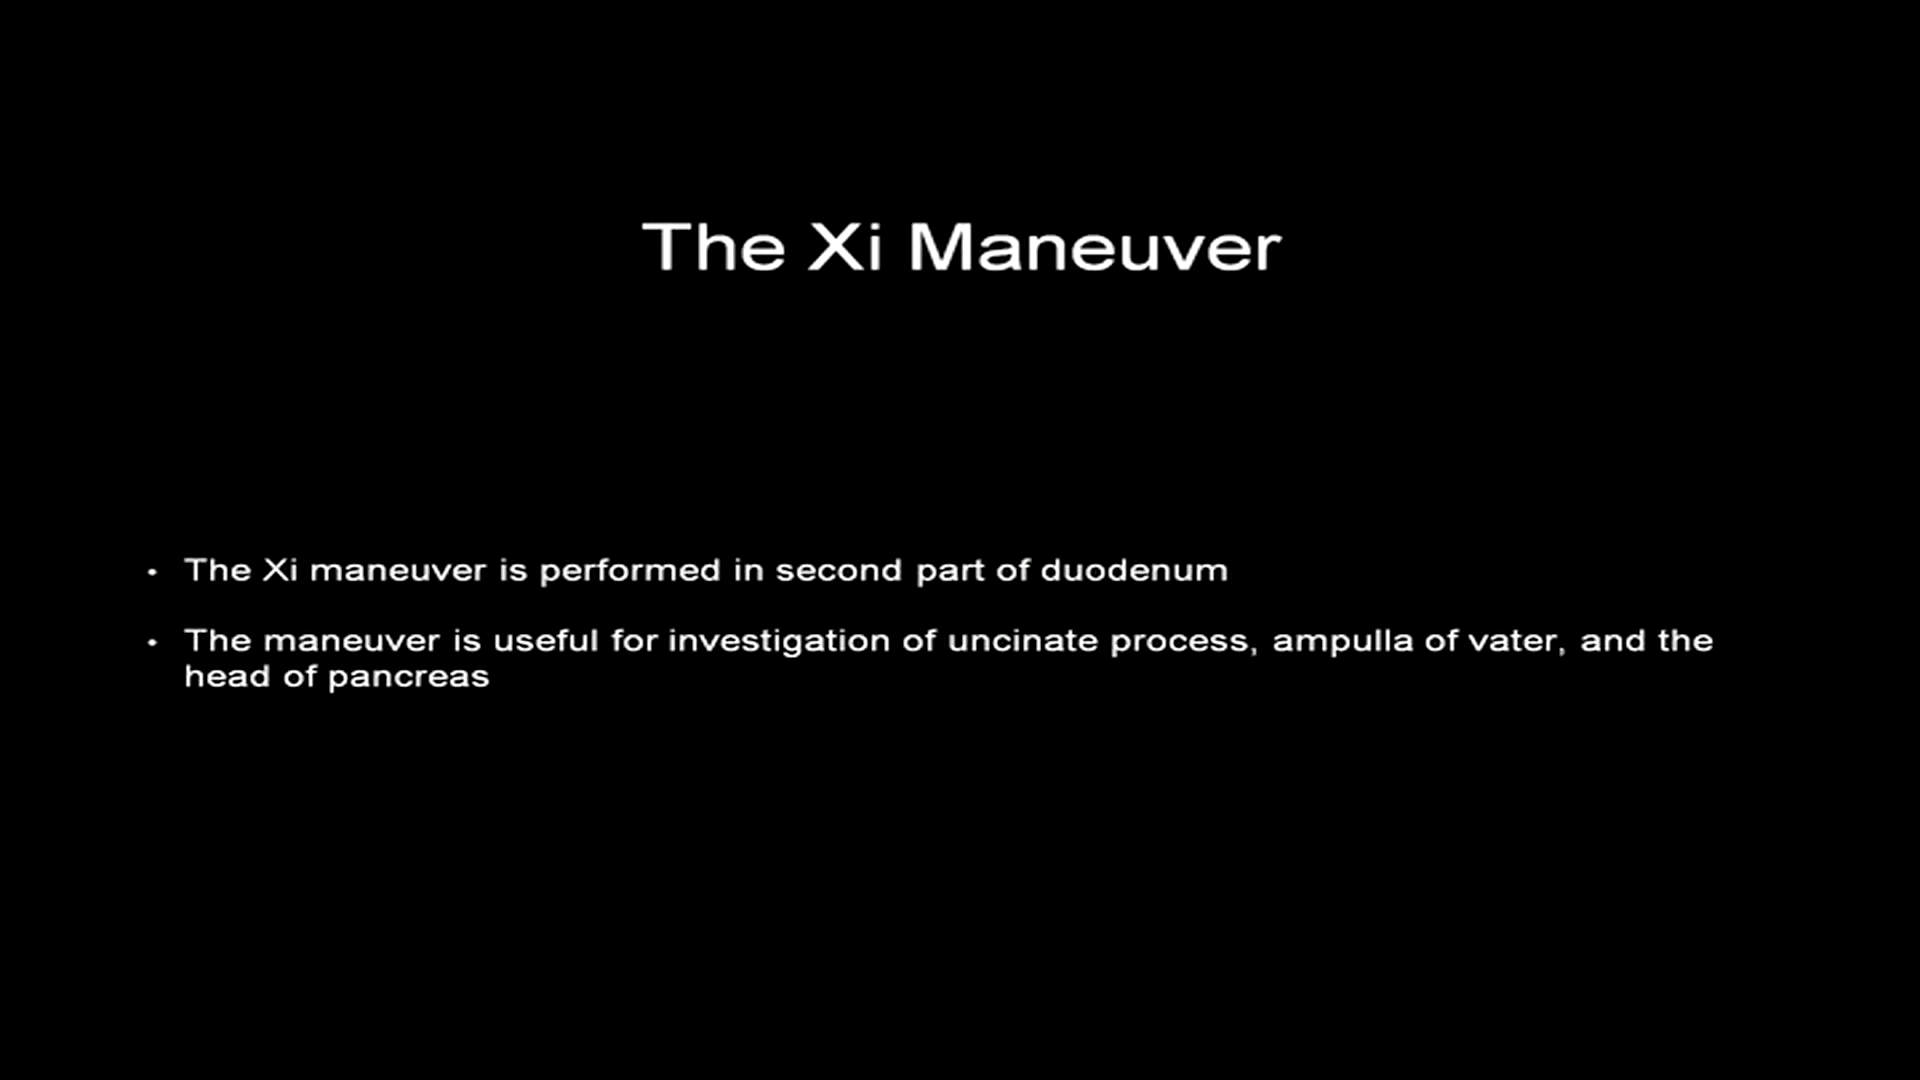 The Xi Maneuver
• The Xi maneuver is performed in second part of duodenum
• The maneuver is useful for investigation of uncinate process, ampulla of vater, and the
head of pancreas